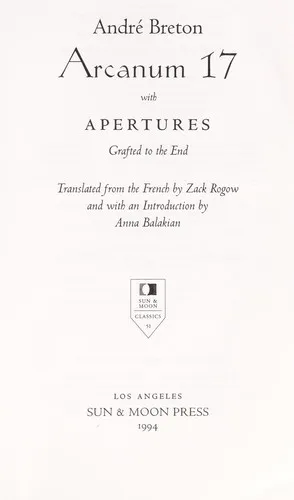 André Breton
Arcanum 17
with
APERTURES
Grafted to the End
Translated from the French by Zack Rogow
and with an Introduction by
Anna Balakian
SUN &
MOON
CLASSICS
51
LOS ANGELES
SUN & MOON PRESS
1994